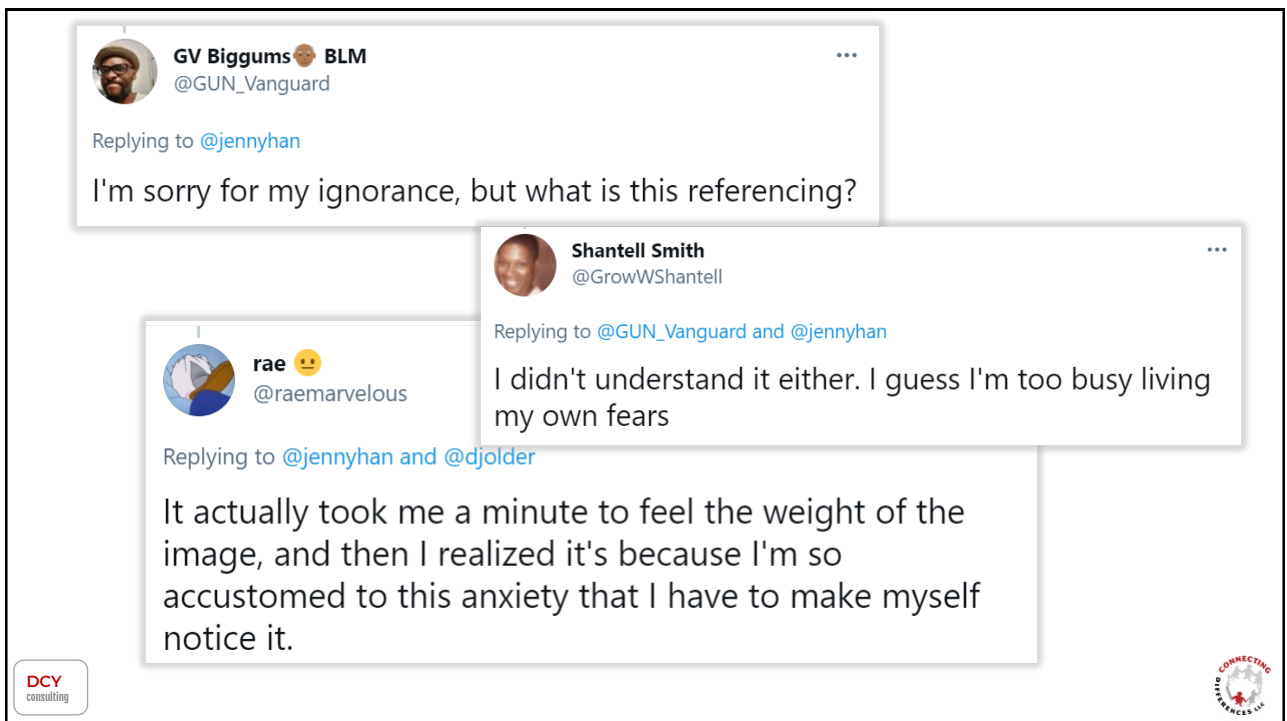 GV Biggums👴🏾 BLM
@GUN_Vanguard
Replying to @jennyhan
I'm sorry for my ignorance, but what is this referencing?
Shantell Smith
@GrowWShantell
Replying to @GUN_Vanguard and @jennyhan
I didn't understand it either. I guess I'm too busy living
my own fears
rae 😐
@raemarvelous
Replying to @jennyhan and @djolder
It actually took me a minute to feel the weight of the
image, and then I realized it's because I'm so
accustomed to this anxiety that I have to make myself
notice it.
DCY
consulting
CONNECTING
DIFFERENCES LLC